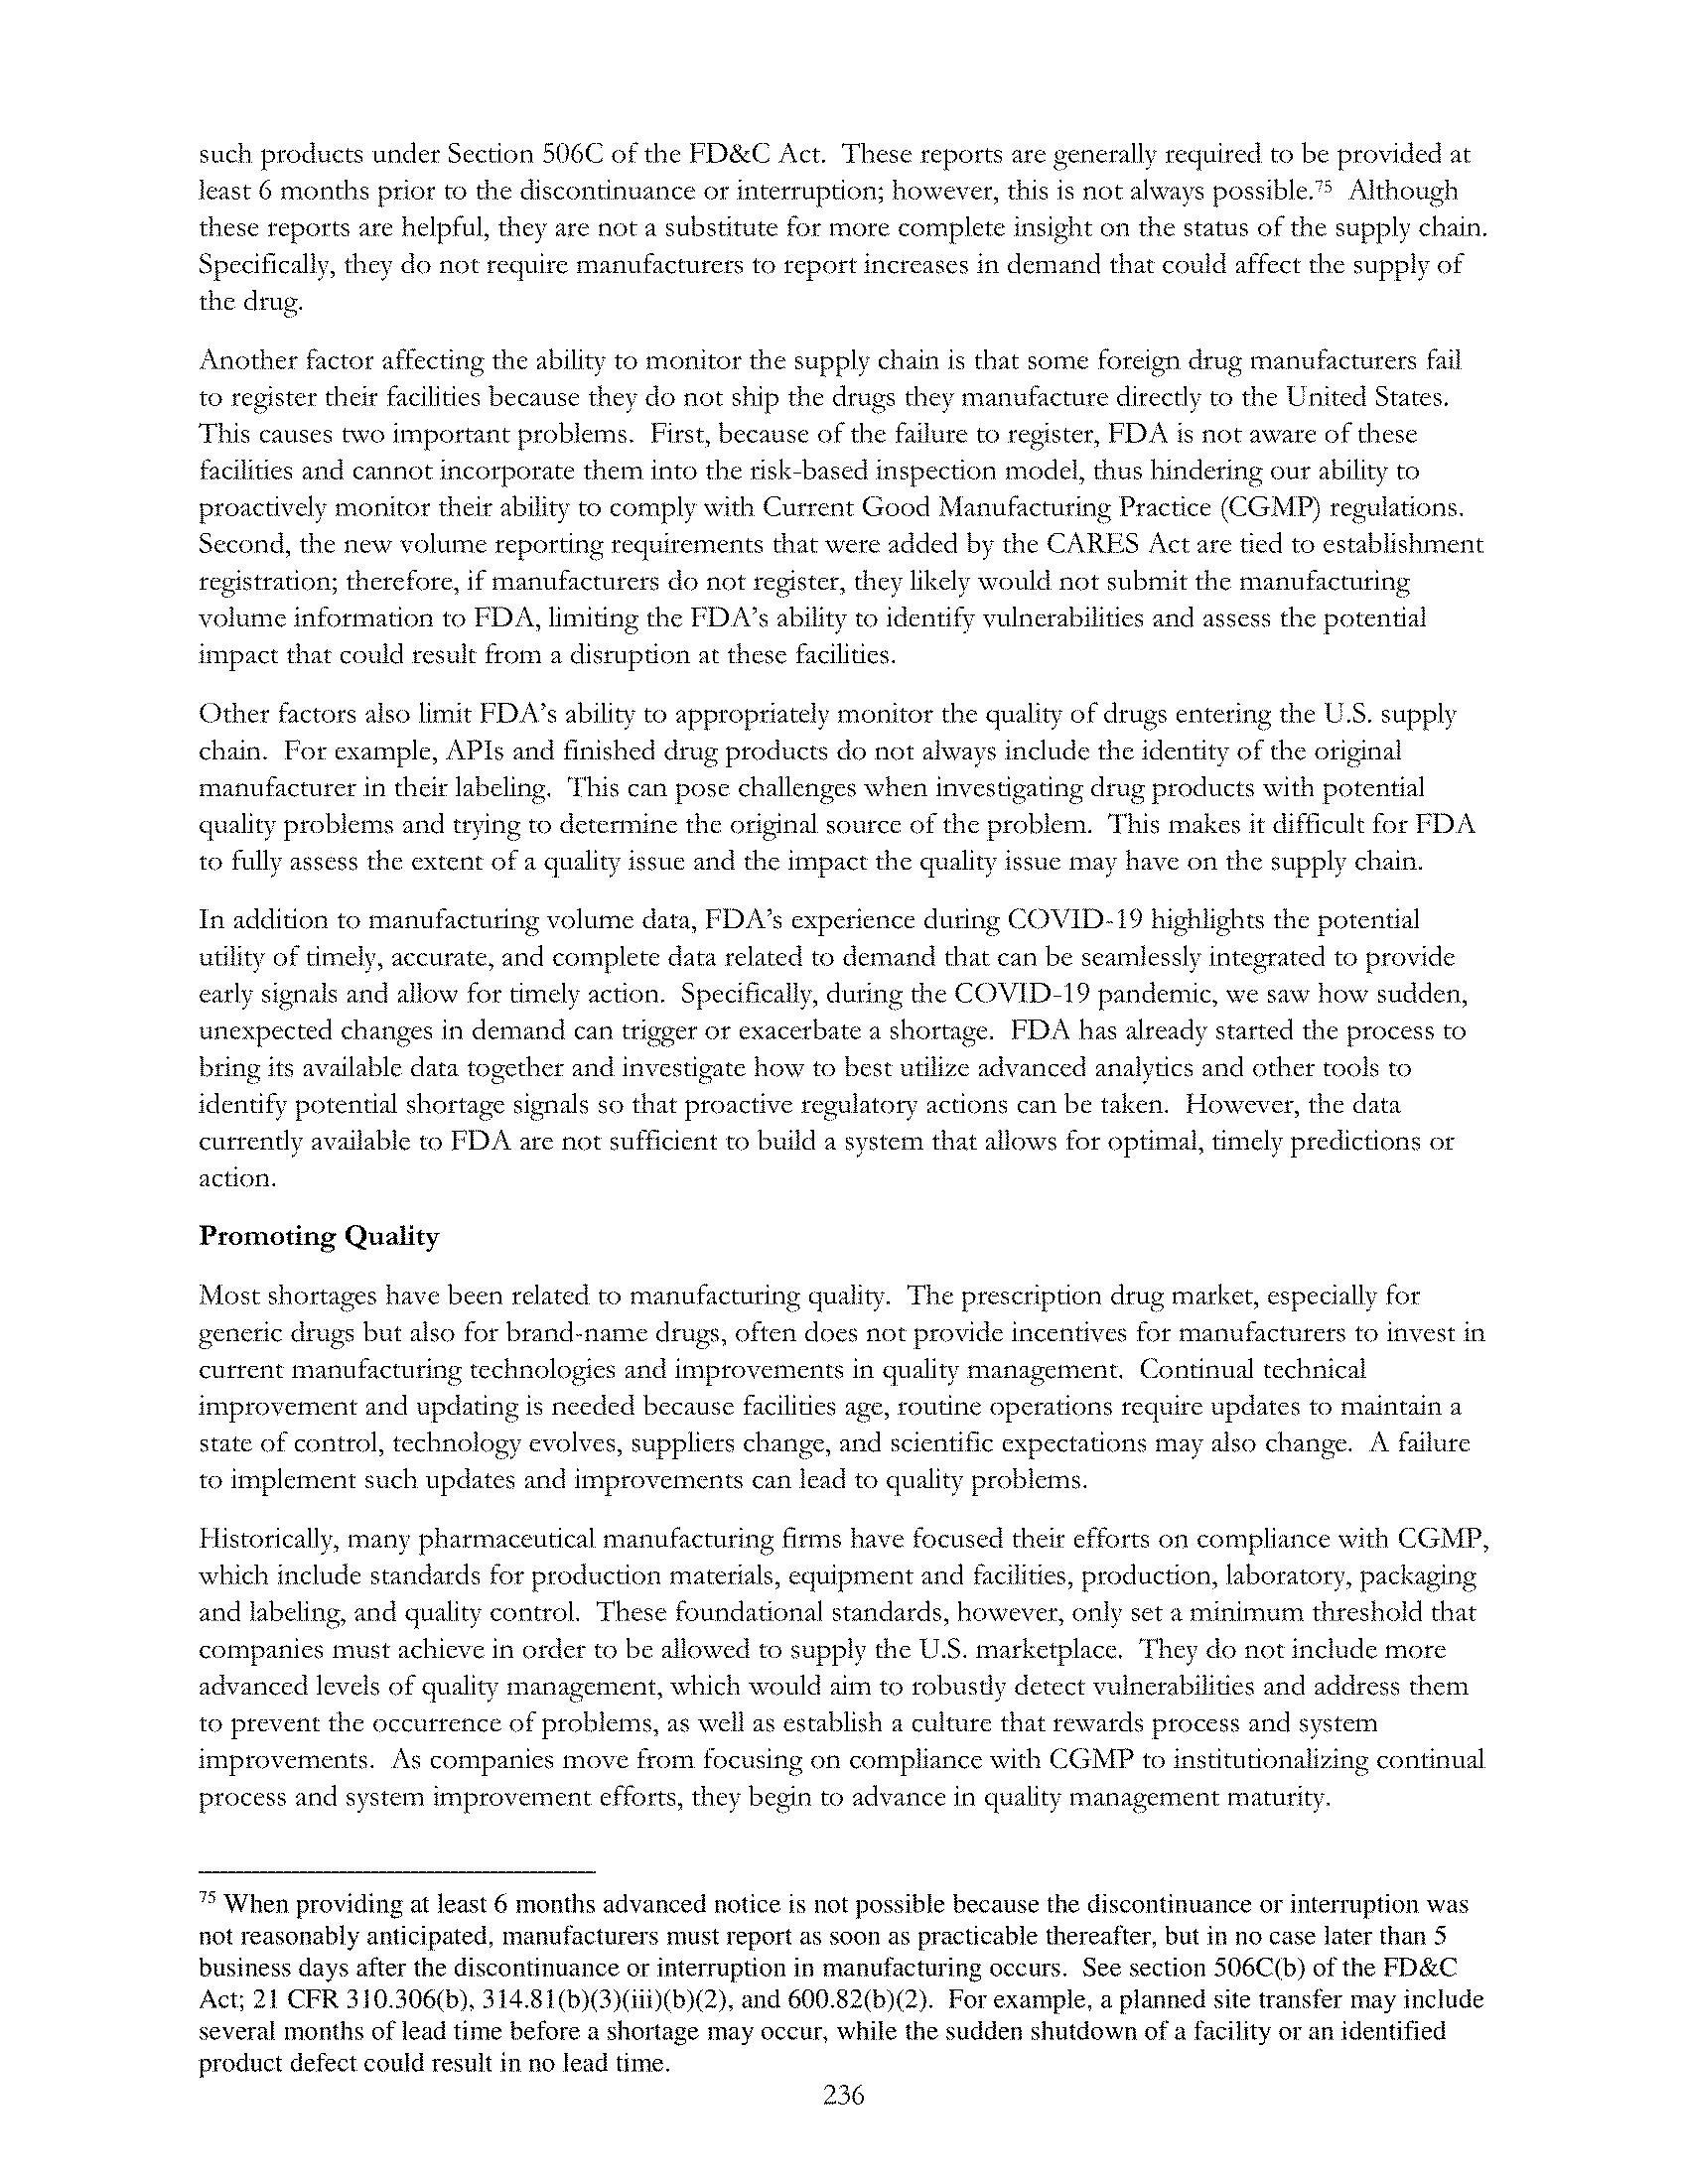 such products under Section 506C of the FD&C Act.  These reports are generally required to be provided at
least 6 months prior to the discontinuance or interruption; however, this is not always possible.75  Although
these reports are helpful, they are not a substitute for more complete insight on the status of the supply chain.
Specifically, they do not require manufacturers to report increases in demand that could affect the supply of
the drug.
Another factor affecting the ability to monitor the supply chain is that some foreign drug manufacturers fail
to register their facilities because they do not ship the drugs they manufacture directly to the United States.
This causes two important problems.  First, because of the failure to register, FDA is not aware of these
facilities and cannot incorporate them into the risk-based inspection model, thus hindering our ability to
proactively monitor their ability to comply with Current Good Manufacturing Practice (CGMP) regulations.
Second, the new volume reporting requirements that were added by the CARES Act are tied to establishment
registration; therefore, if manufacturers do not register, they likely would not submit the manufacturing
volume information to FDA, limiting the FDA's ability to identify vulnerabilities and assess the potential
impact that could result from a disruption at these facilities.
Other factors also limit FDA's ability to appropriately monitor the quality of drugs entering the U.S. supply
chain.  For example, APIs and finished drug products do not always include the identity of the original
manufacturer in their labeling.  This can pose challenges when investigating drug products with potential
quality problems and trying to determine the original source of the problem.  This makes it difficult for FDA
to fully assess the extent of a quality issue and the impact the quality issue may have on the supply chain.
In addition to manufacturing volume data, FDA's experience during COVID-19 highlights the potential
utility of timely, accurate, and complete data related to demand that can be seamlessly integrated to provide
early signals and allow for timely action.  Specifically, during the COVID-19 pandemic, we saw how sudden,
unexpected changes in demand can trigger or exacerbate a shortage.  FDA has already started the process to
bring its available data together and investigate how to best utilize advanced analytics and other tools to
identify potential shortage signals so that proactive regulatory actions can be taken.  However, the data
currently available to FDA are not sufficient to build a system that allows for optimal, timely predictions or
action.
Promoting Quality
Most shortages have been related to manufacturing quality.  The prescription drug market, especially for
generic drugs but also for brand-name drugs, often does not provide incentives for manufacturers to invest in
current manufacturing technologies and improvements in quality management.  Continual technical
improvement and updating is needed because facilities age, routine operations require updates to maintain a
state of control, technology evolves, suppliers change, and scientific expectations may also change.  A failure
to implement such updates and improvements can lead to quality problems.
Historically, many pharmaceutical manufacturing firms have focused their efforts on compliance with CGMP,
which include standards for production materials, equipment and facilities, production, laboratory, packaging
and labeling, and quality control.  These foundational standards, however, only set a minimum threshold that
companies must achieve in order to be allowed to supply the U.S. marketplace.  They do not include more
advanced levels of quality management, which would aim to robustly detect vulnerabilities and address them
to prevent the occurrence of problems, as well as establish a culture that rewards process and system
improvements.  As companies move from focusing on compliance with CGMP to institutionalizing continual
process and system improvement efforts, they begin to advance in quality management maturity.
75 When providing at least 6 months advanced notice is not possible because the discontinuance or interruption was
not reasonably anticipated, manufacturers must report as soon as practicable thereafter, but in no case later than 5
business days after the discontinuance or interruption in manufacturing occurs.  See section 506C(b) of the FD&C
Act; 21 CFR 310.306(b), 314.81(b)(3)(iii)(b)(2), and 600.82(b)(2).  For example, a planned site transfer may include
several months of lead time before a shortage may occur, while the sudden shutdown of a facility or an identified
product defect could result in no lead time.
236